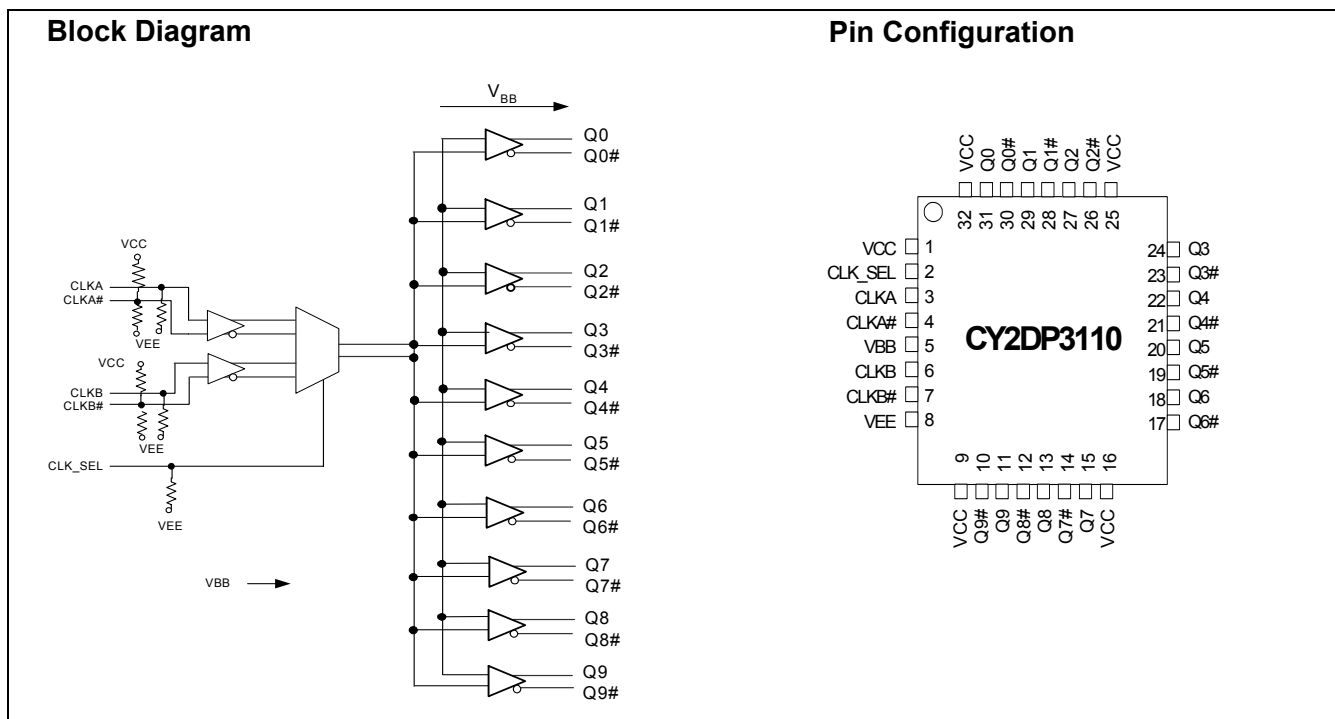 Block Diagram
V_BB
Q0
Q0#
Q1
Q1#
Q2
Q2#
Q3
Q3#
Q4
Q4#
Q5
Q5#
Q6
Q6#
Q7
Q7#
Q8
Q8#
Q9
Q9#
VCC
CLKA
CLKA#
VEE
VCC
CLKB
CLKB#
VEE
CLK_SEL
VEE
VBB
Pin Configuration
VCC Q0 Q0# Q1 Q1# Q2 Q2# VCC
32 31 30 29 28 27 26 25
VCC 1
CLK_SEL 2
CLKA 3
CLKA# 4
VBB 5
CLKB 6
CLKB# 7
VEE 8
CY2DP3110
24 Q3
23 Q3#
22 Q4
21 Q4#
20 Q5
19 Q5#
18 Q6
17 Q6#
9 10 11 12 13 14 15 16
VCC Q9# Q9 Q8# Q8 Q7# Q7 VCC